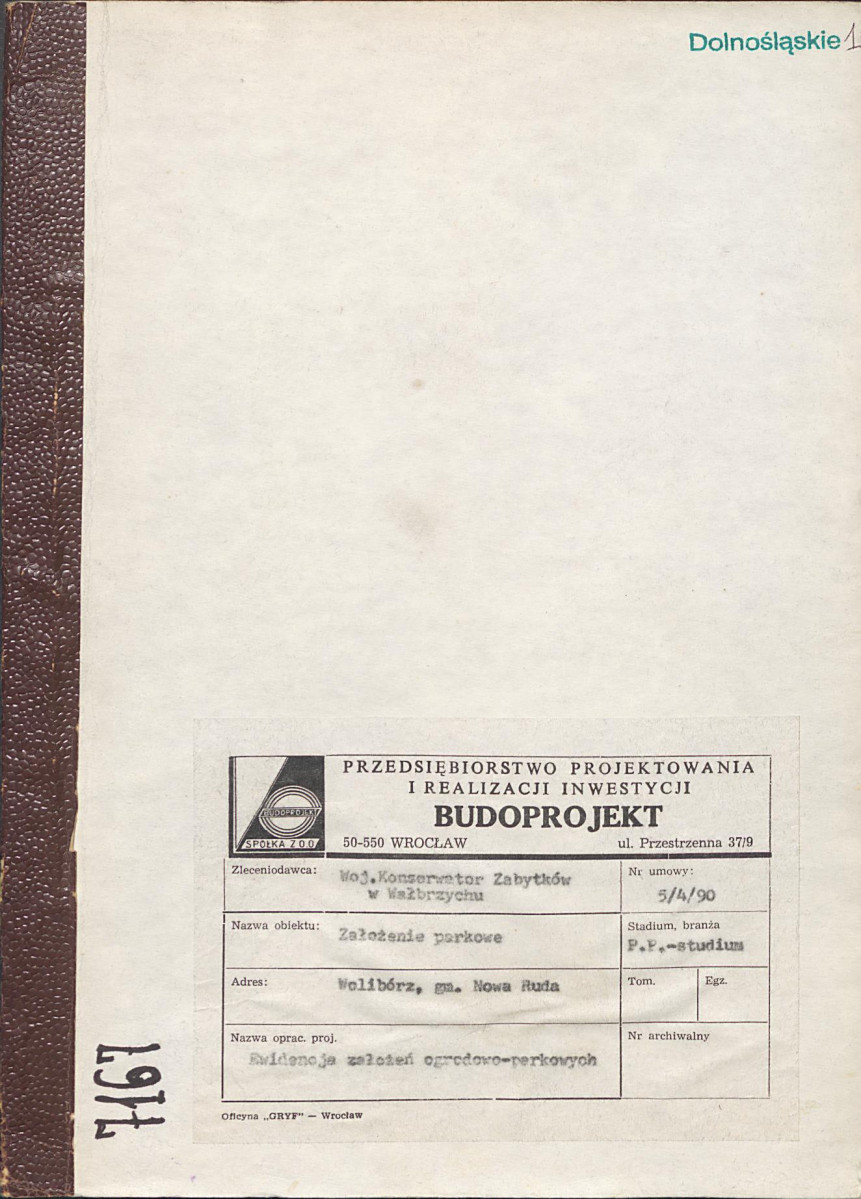 Dolnośląskie
PRZEDSIĘBIORSTWO PROJEKTOWANIA
I REALIZACJI INWESTYCJI
BUDOPROJEKT
BUDOPROJEKT
SPÓŁKA Z O.O.
50-550 WROCŁAW ul. Przestrzenna 37/9
Zleceniodawca: Woj.Konserwator Zabytków
w Wałbrzychu
Nr umowy:
5/4/90
Nazwa obiektu: Założenie parkowe
Stadium, branża
P.P.-studium
Adres: Wolibórz, gm. Nowa Ruda
Tom. Egz.
Nazwa oprac. proj.
Ewidencja założeń ogrodowo-parkowych
Nr archiwalny
Oficyna „GRYF" — Wrocław
7167